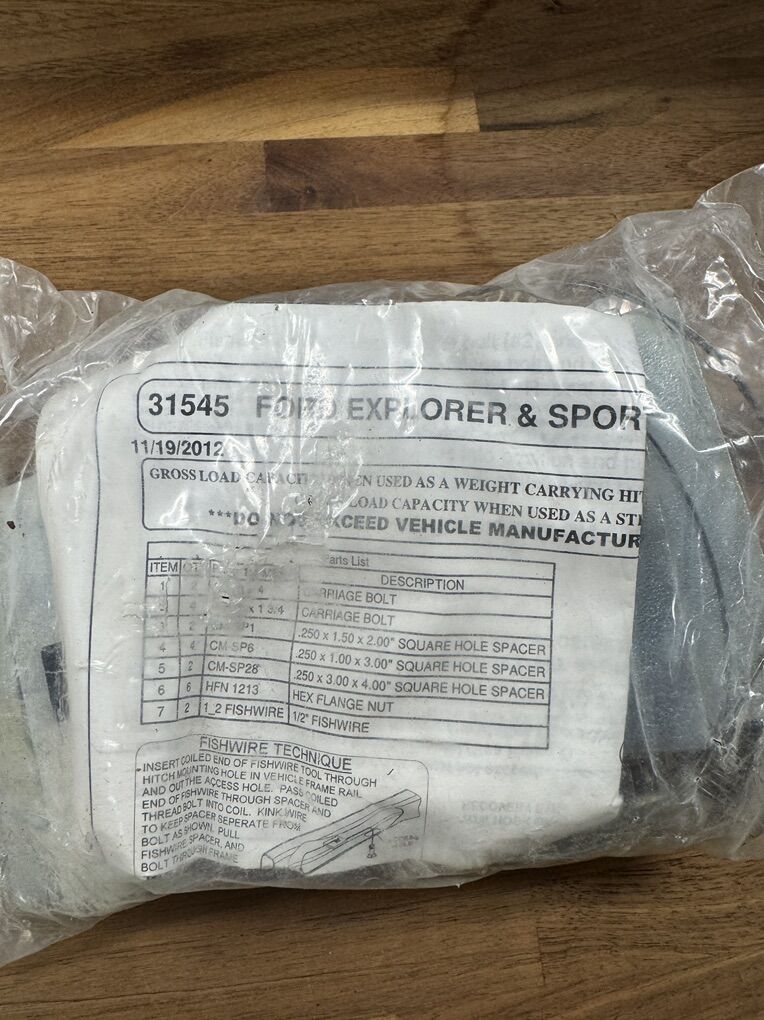 31545 FORD EXPLORER & SPOR
11/19/2012
GROSS LOAD CAPACITY WHEN USED AS A WEIGHT CARRYING HIT
LOAD CAPACITY WHEN USED AS A
***DO NOT EXCEED VEHICLE MANUFACTUR
Parts List
ITEM DESCRIPTION
1 2 CARRIAGE BOLT
2 4 x 1 3/4 CARRIAGE BOLT
3 2 .250 x 1.50 x 2.00" SQUARE HOLE SPACER
4 4 CM-SP6 .250 x 1.00 x 3.00" SQUARE HOLE SPACER
5 2 CM-SP28 .250 x 3.00 x 4.00" SQUARE HOLE SPACER
6 6 HFN 1213 HEX FLANGE NUT
7 2 1_2 FISHWIRE 1/2" FISHWIRE
FISHWIRE TECHNIQUE
INSERT COILED END OF FISHWIRE TOOL THROUGH
HITCH MOUNTING HOLE IN VEHICLE FRAME RAIL
AND OUT THE ACCESS HOLE. PASS COILED
END OF FISHWIRE THROUGH SPACER AND
THREAD BOLT INTO COIL. KINK WIRE
TO KEEP SPACER SEPERATE FROM
BOLT AS SHOWN. PULL
FISHWIRE, SPACER, AND
BOLT THROUGH FRAME